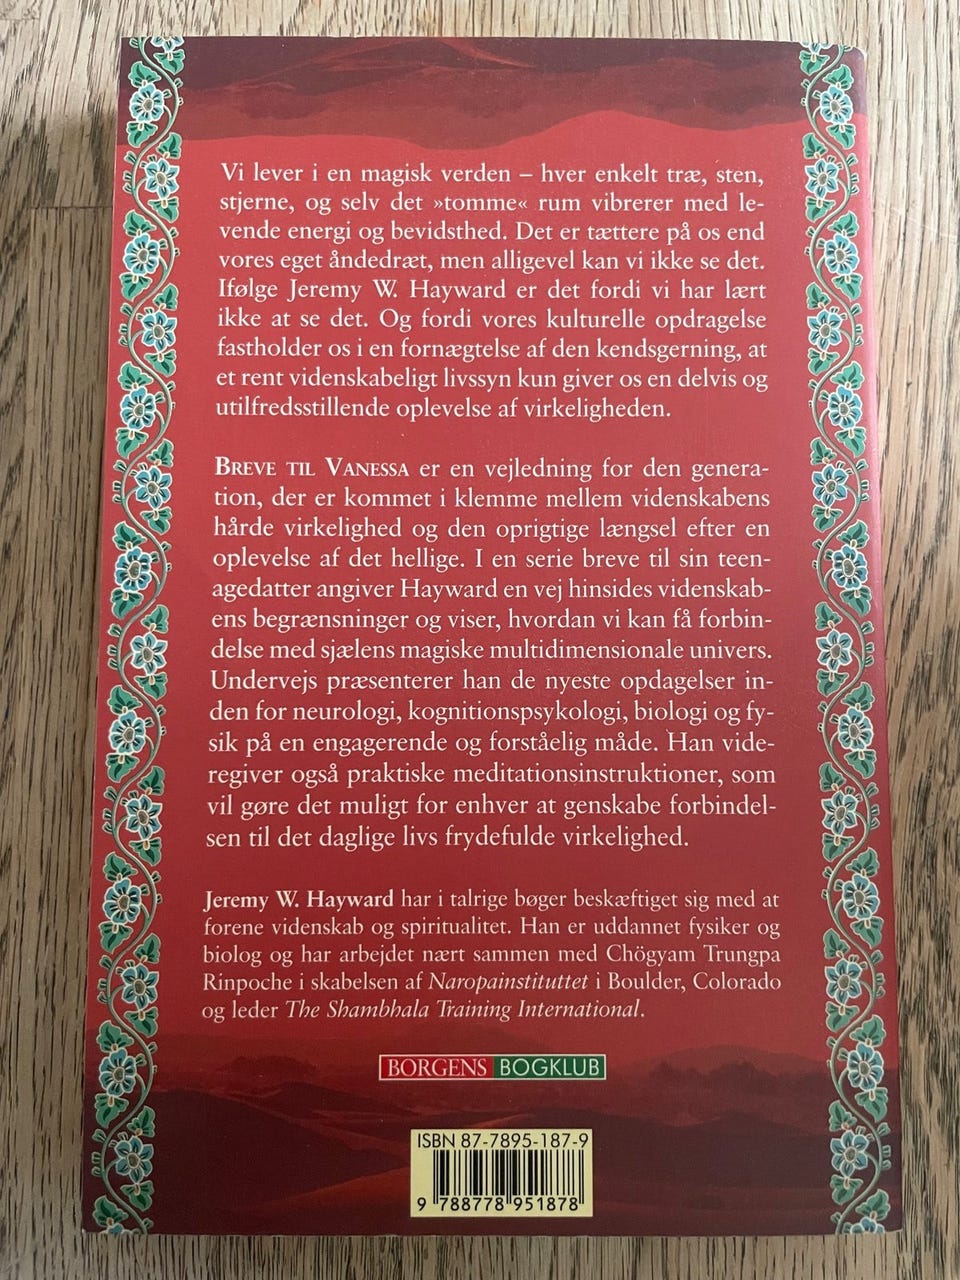 Vi lever i en magisk verden – hver enkelt træ, sten,
stjerne, og selv det »tomme« rum vibrerer med le-
vende energi og bevidsthed. Det er tættere på os end
vores eget åndedræt, men alligevel kan vi ikke se det.
Ifølge Jeremy W. Hayward er det fordi vi har lært
ikke at se det. Og fordi vores kulturelle opdragelse
fastholder os i en fornægtelse af den kendsgerning, at
et rent videnskabeligt livssyn kun giver os en delvis og
utilfredsstillende oplevelse af virkeligheden.
BREVE TIL VANESSA er en vejledning for den genera-
tion, der er kommet i klemme mellem videnskabens
hårde virkelighed og den oprigtige længsel efter en
oplevelse af det hellige. I en serie breve til sin teen-
agedatter angiver Hayward en vej hinsides videnskab-
ens begrænsninger og viser, hvordan vi kan få forbin-
delse med sjælens magiske multidimensionale univers.
Undervejs præsenterer han de nyeste opdagelser in-
den for neurologi, kognitionspsykologi, biologi og fy-
sik på en engagerende og forståelig måde. Han vide-
regiver også praktiske meditationsinstruktioner, som
vil gøre det muligt for enhver at genskabe forbindel-
sen til det daglige livs frydefulde virkelighed.
Jeremy W. Hayward har i talrige bøger beskæftiget sig med at
forene videnskab og spiritualitet. Han er uddannet fysiker og
biolog og har arbejdet nært sammen med Chögyam Trungpa
Rinpoche i skabelsen af Naropainstituttet i Boulder, Colorado
og leder The Shambhala Training International.
BORGENS BOGKLUB
ISBN 87-7895-187-9
9 788778 951878